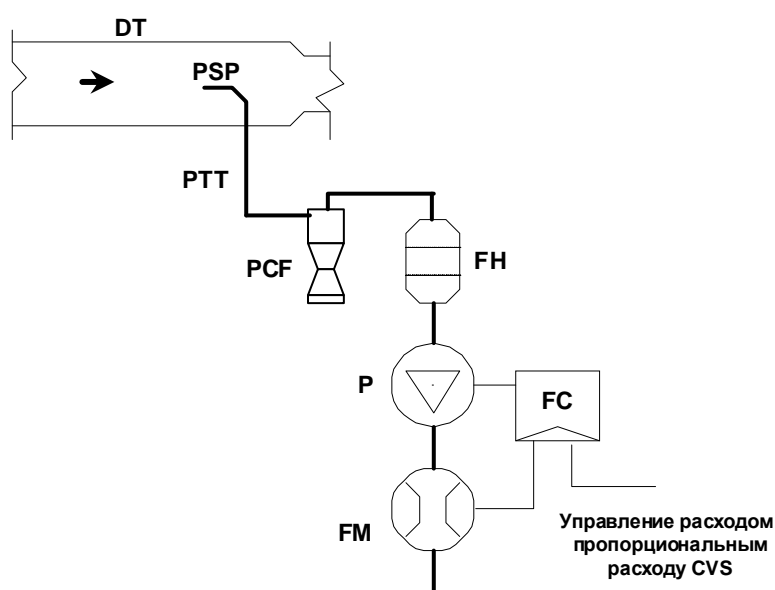 DT
PSP
PTT
PCF
FH
P
FC
FM
Управление расходом
пропорциональным
расходу CVS